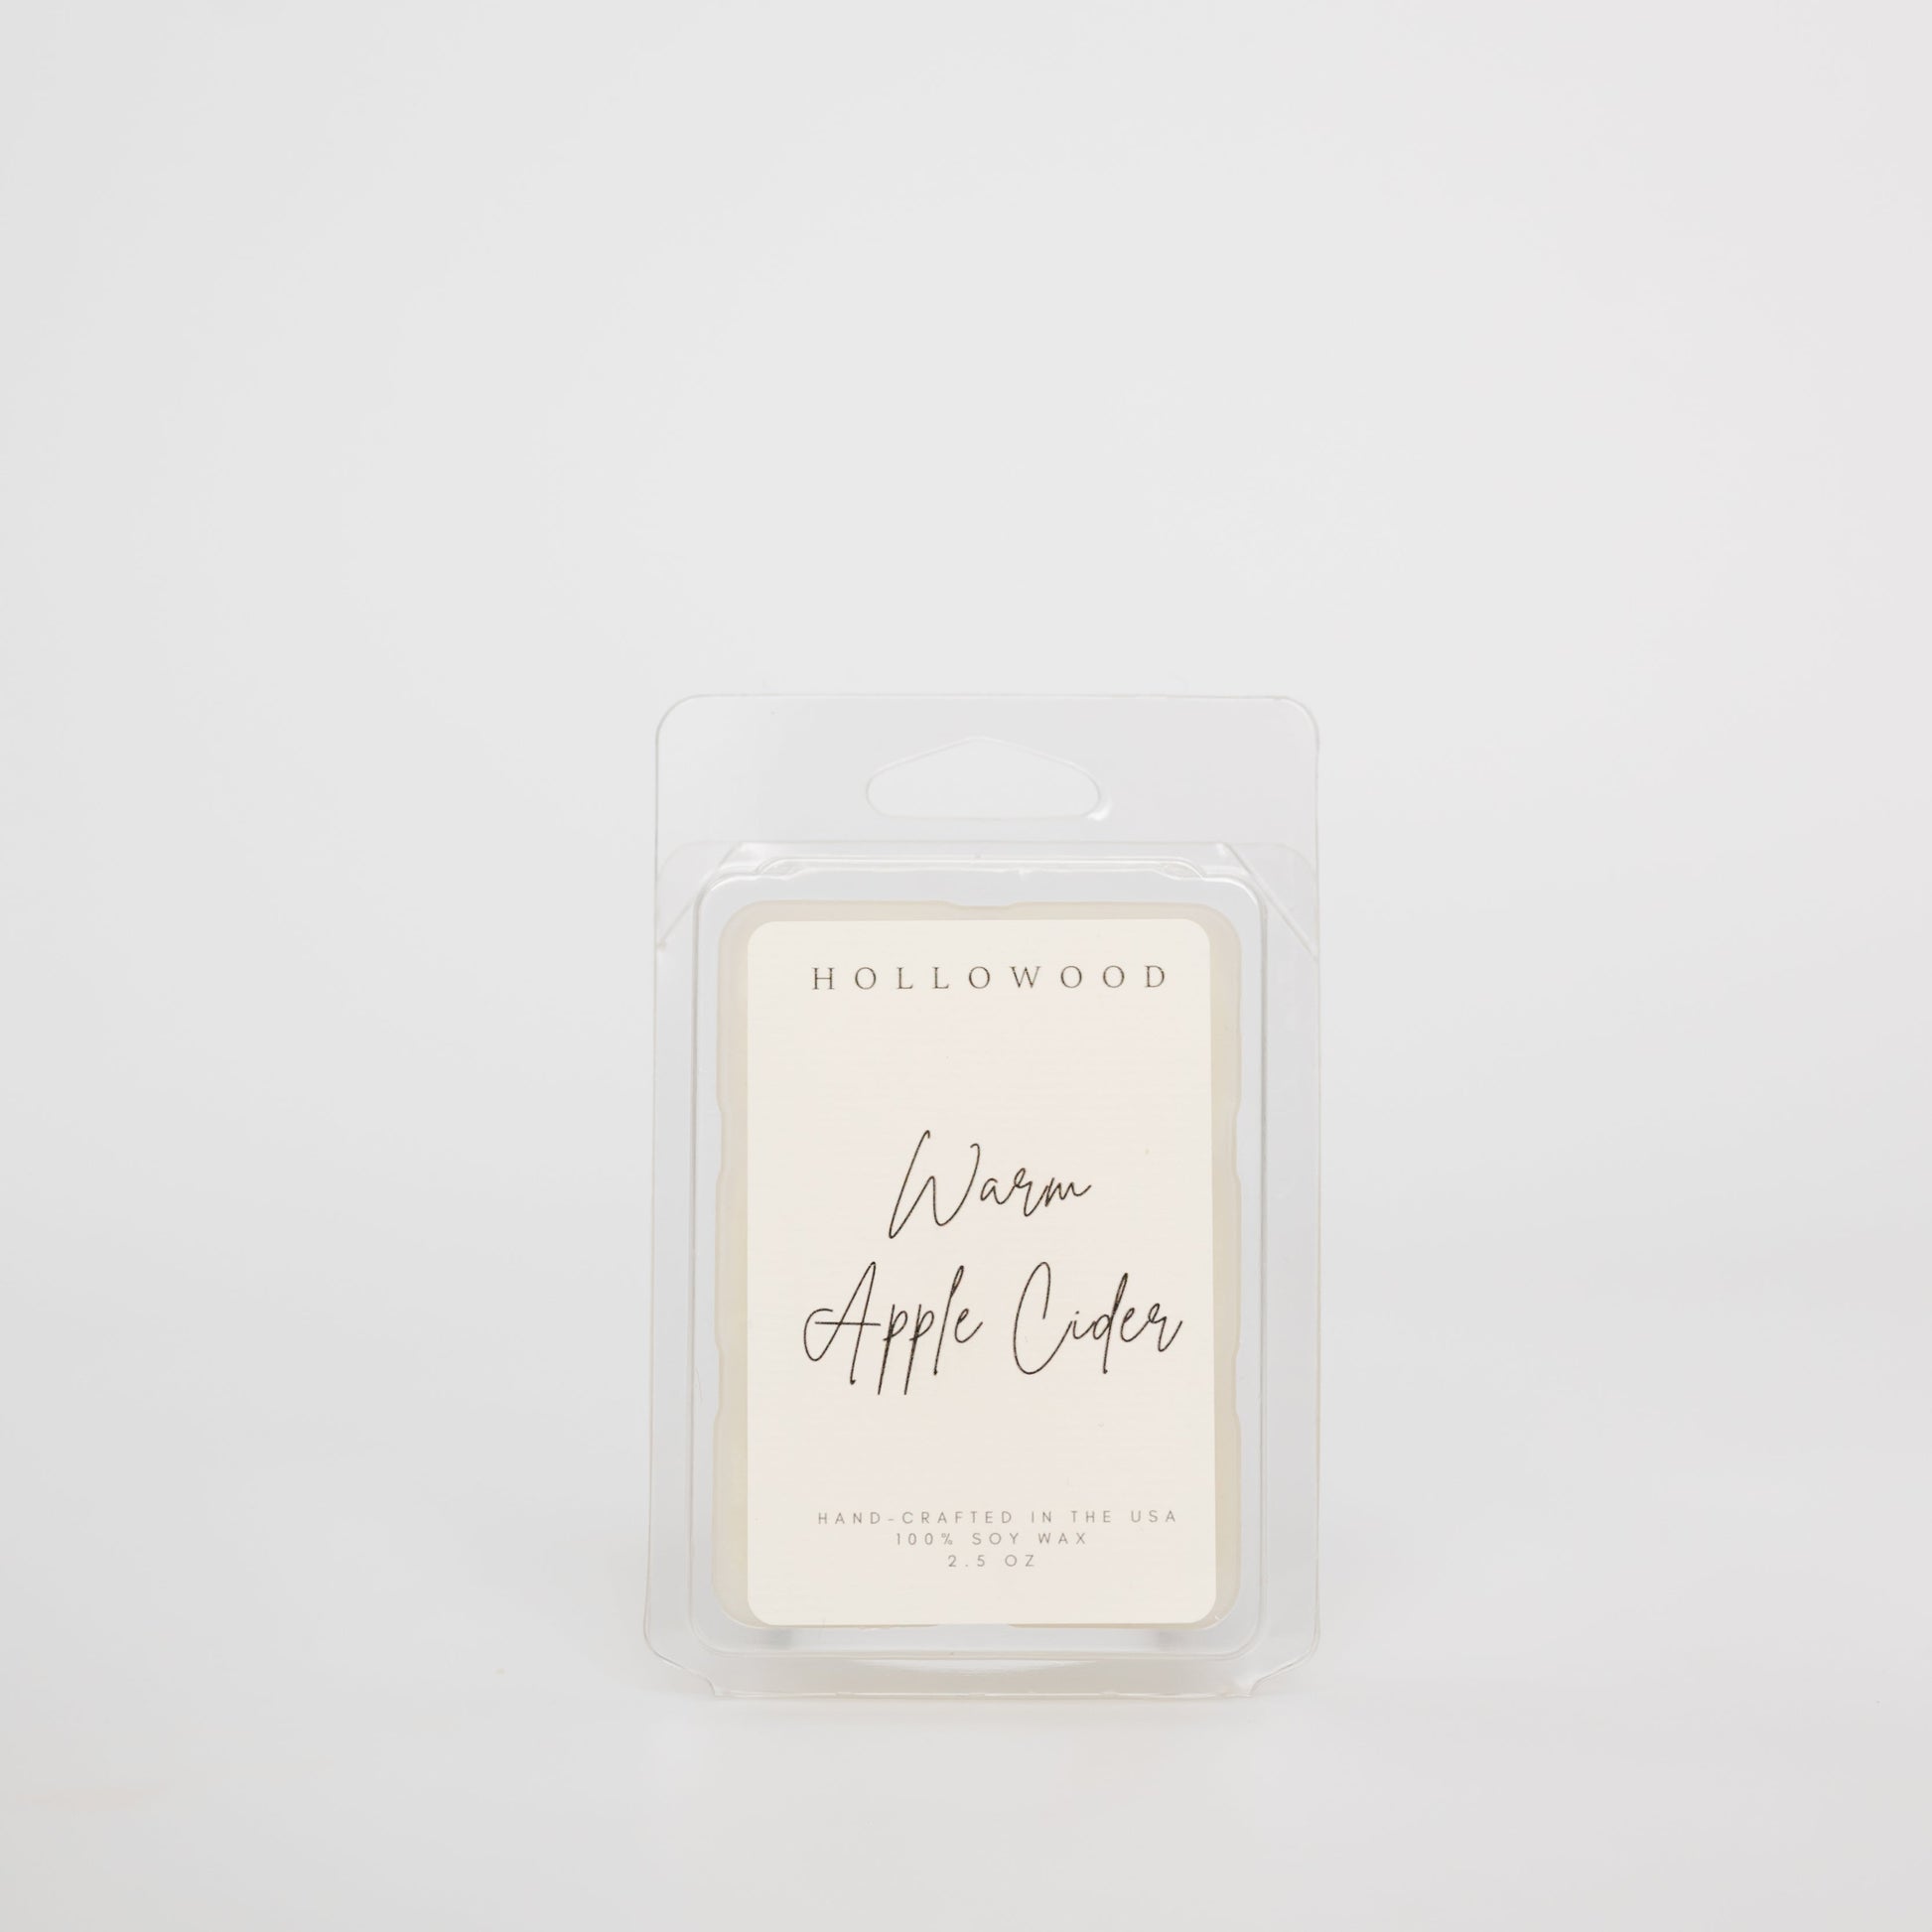 HOLLOWOOD
Warm
Apple Cider
HAND-CRAFTED IN THE USA
100% SOY WAX
2.5 OZ